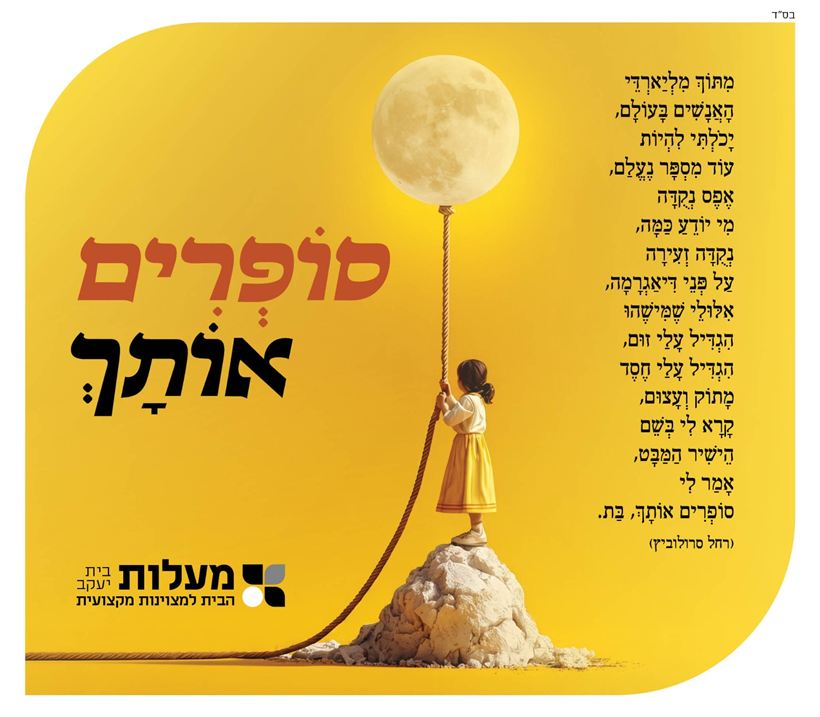 בס"ד
מִתּוֹךְ מִלְיַארְדֵּי
הָאֲנָשִׁים בָּעוֹלָם,
יָכֹלְתִּי לִהְיוֹת
עוֹד מִסְפָּר נֶעֱלַם,
אֶפֶס נְקֻדָּה
מִי יוֹדֵעַ כַּמָּה,
נְקֻדָּה זְעִירָה
עַל פְּנֵי דִּיאַגְרָמָה,
אִלּוּלֵי שֶׁמִּישֶׁהוּ
הִגְדִּיל עָלַי זוּם,
הִגְדִּיל עָלַי חֶסֶד
מָתוֹק וְעָצוּם,
קָרָא לִי בְּשֵׁם
הֵישִׁיר הַמַּבָּט,
אָמַר לִי
סוֹפְרִים אוֹתָךְ, בַּת.
(רחל סרולוביץ)
סוֹפְרִים
אוֹתָךְ
מעלות בית יעקב
הבית למצוינות מקצועית